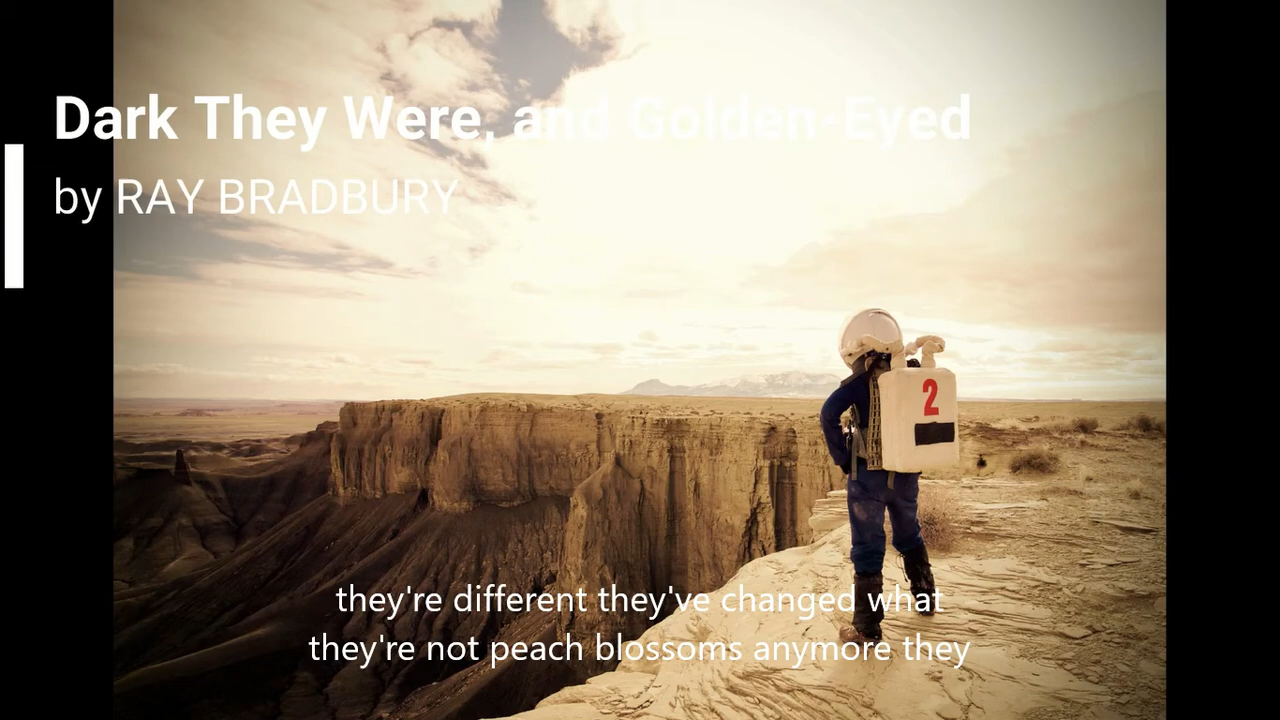 Dark They Were, and Golden-Eyed
by RAY BRADBURY
2
they're different they've changed what
they're not peach blossoms anymore they